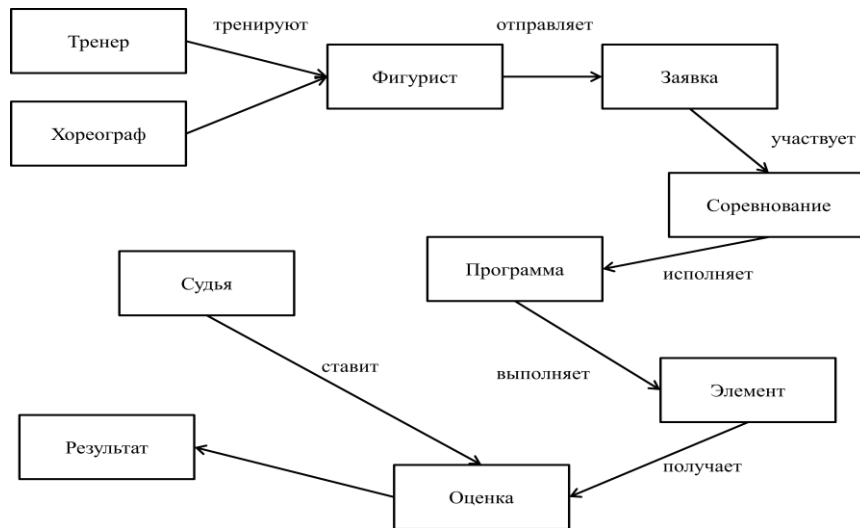 тренируют
отправляет
Тренер
Фигурист
Заявка
Хореограф
участвует
Соревнование
Программа
исполняет
Судья
ставит
выполняет
Элемент
Результат
получает
Оценка